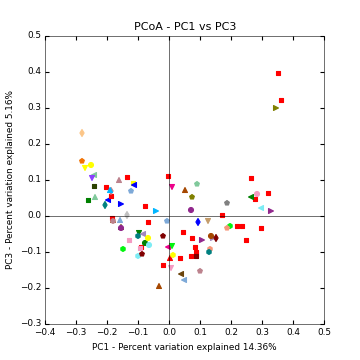 PCoA - PC1 vs PC3
0.5
0.4
0.3
0.2
0.1
0.0
−0.1
−0.2
−0.3
−0.4 −0.3 −0.2 −0.1 0.0 0.1 0.2 0.3 0.4 0.5
PC3 - Percent variation explained 5.16%
PC1 - Percent variation explained 14.36%